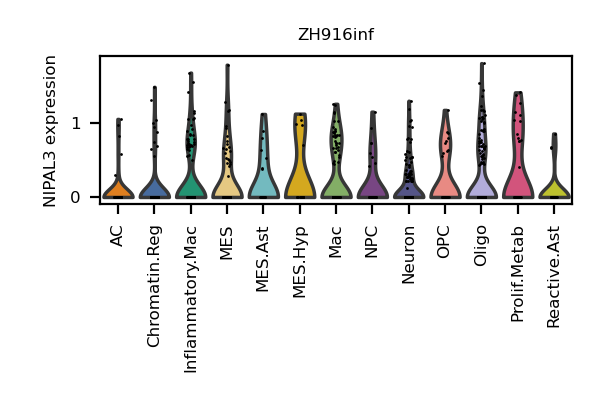 ZH916inf
NIPAL3 expression
1
0
AC
Chromatin.Reg
Inflammatory.Mac
MES
MES.Ast
MES.Hyp
Mac
NPC
Neuron
OPC
Oligo
Prolif.Metab
Reactive.Ast